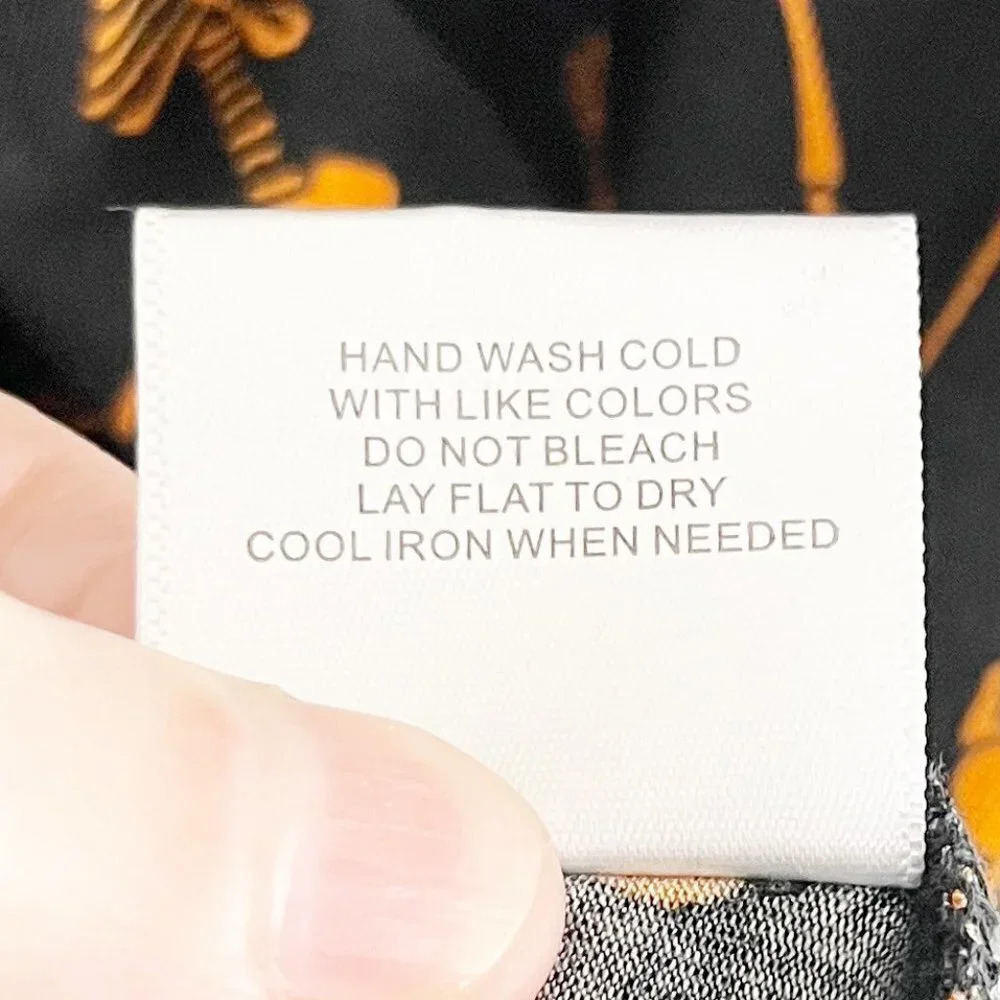 HAND WASH COLD
WITH LIKE COLORS
DO NOT BLEACH
LAY FLAT TO DRY
COOL IRON WHEN NEEDED